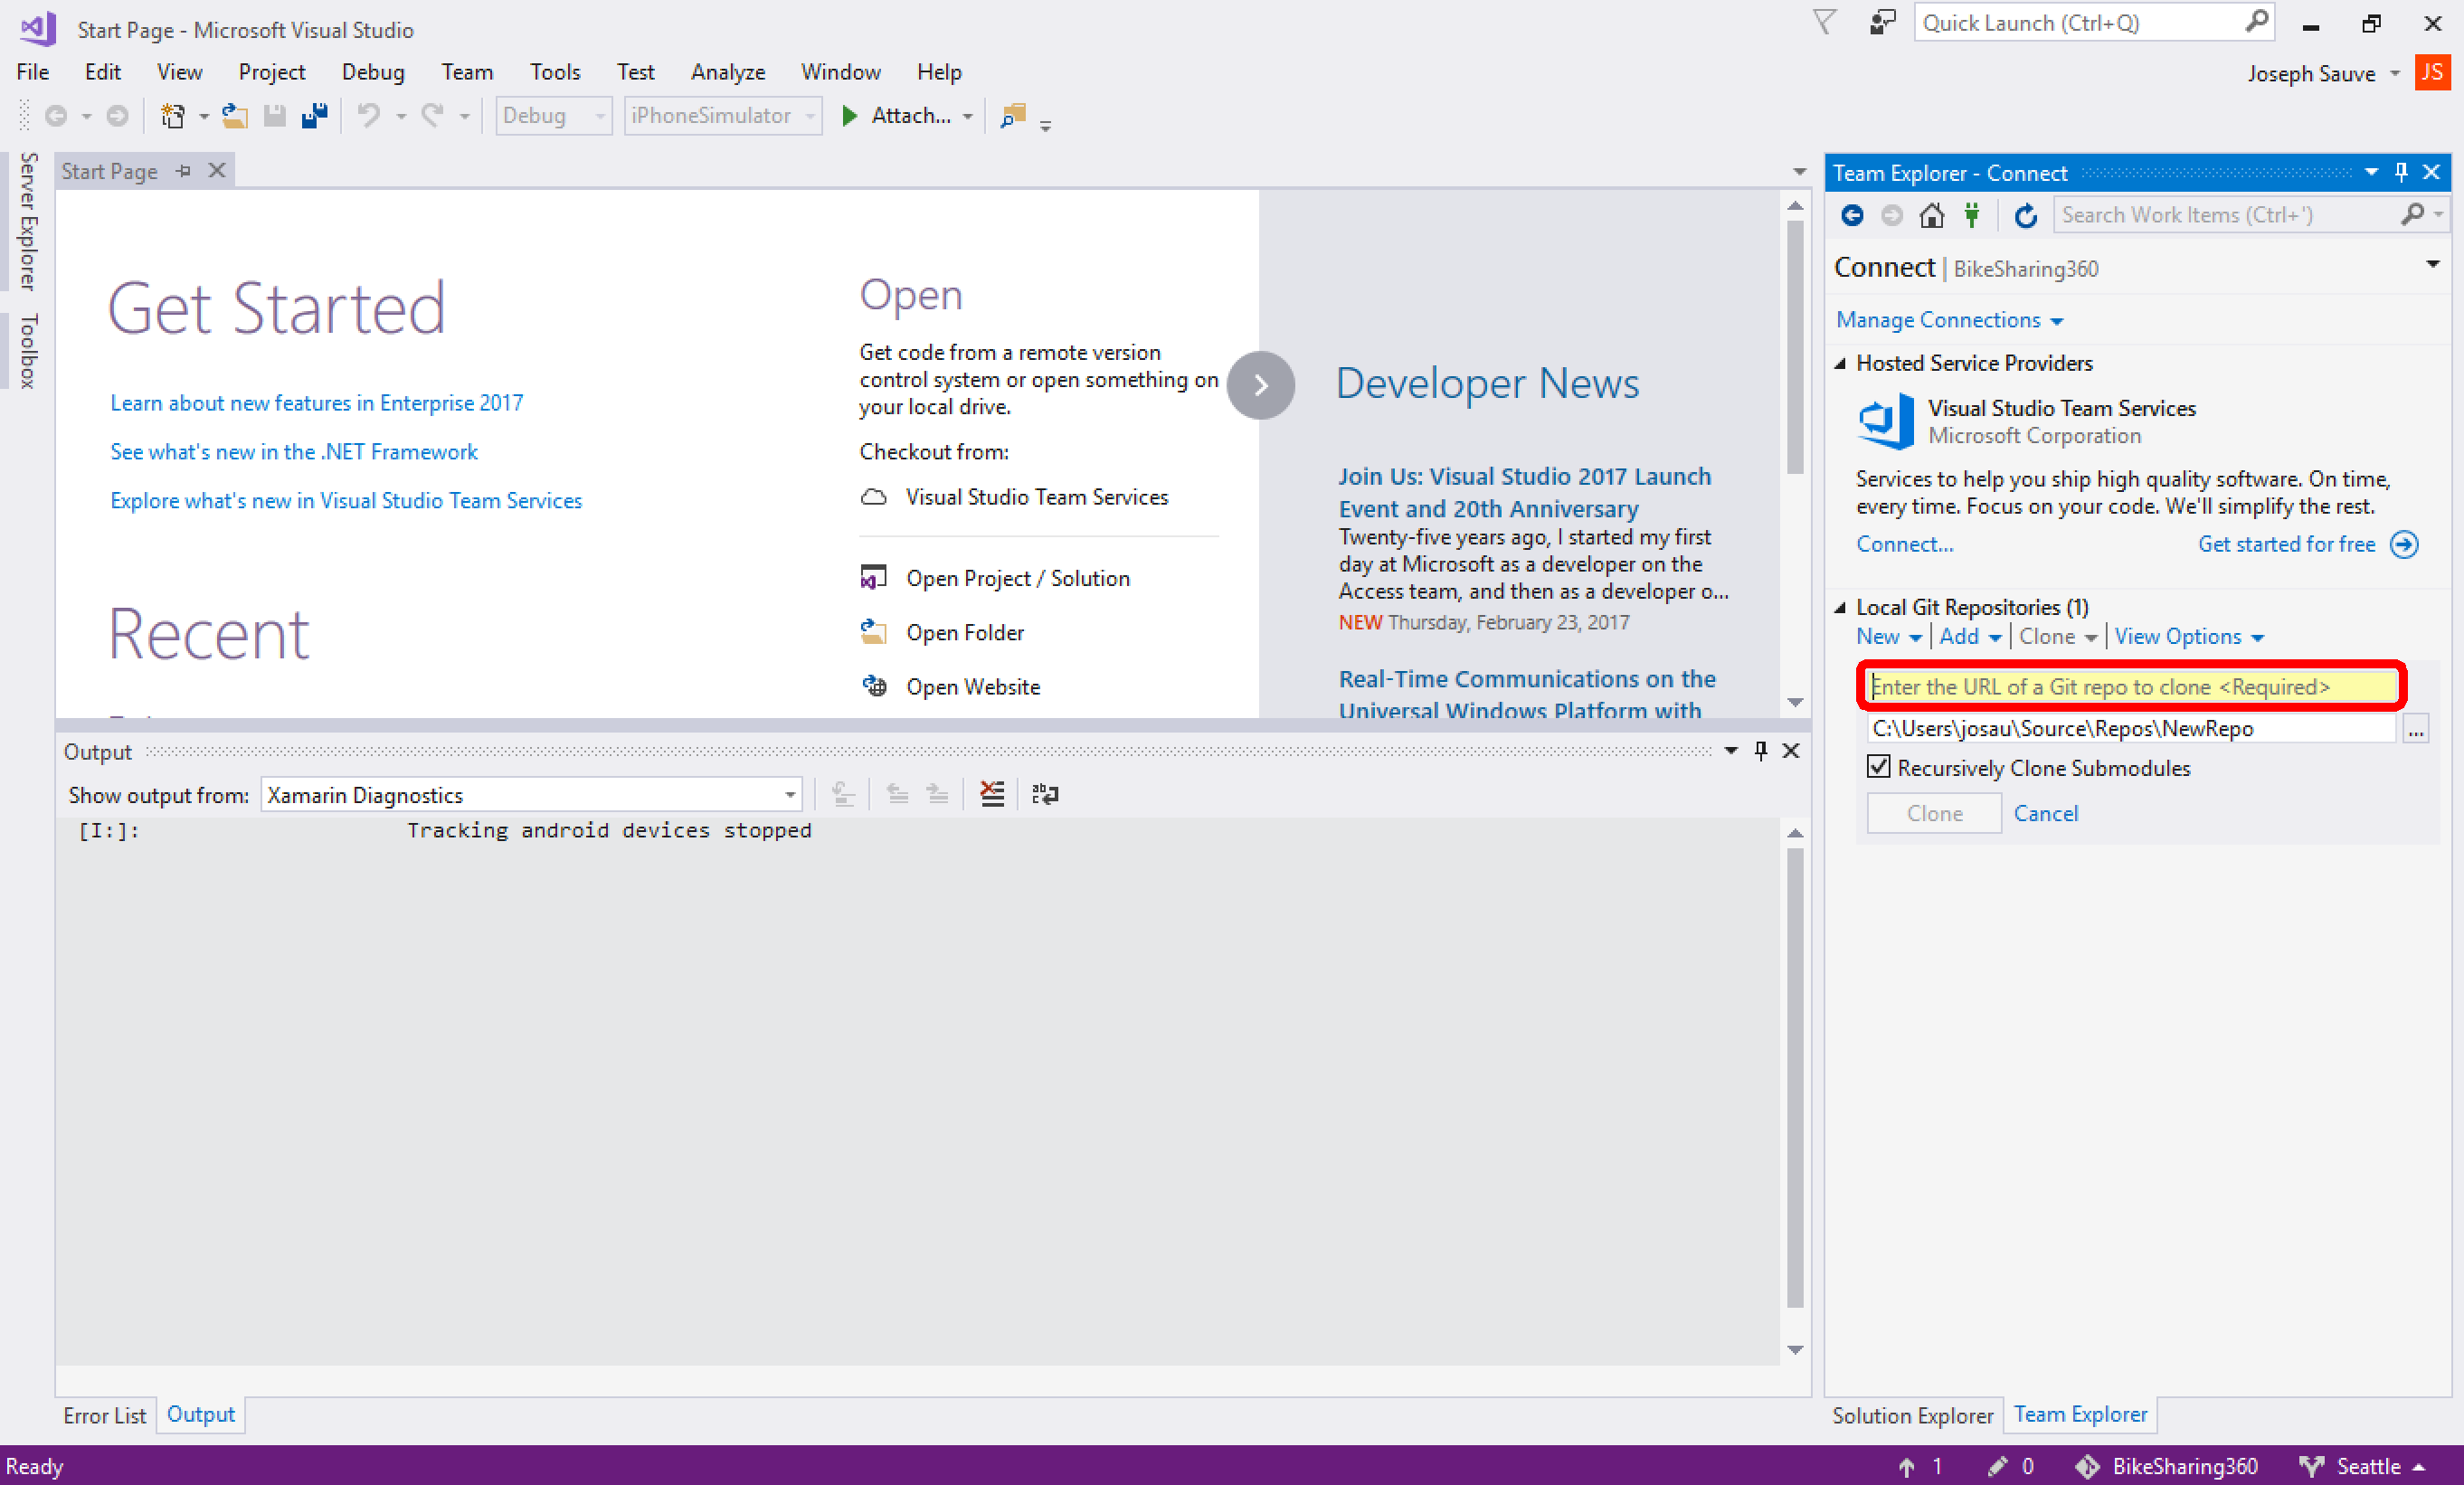 Start Page - Microsoft Visual Studio
Quick Launch (Ctrl+Q)
File Edit View Project Debug Team Tools Test Analyze Window Help
Joseph Sauve JS
Debug iPhoneSimulator Attach...
Server Explorer
Toolbox
Start Page
Get Started
Learn about new features in Enterprise 2017
See what's new in the .NET Framework
Explore what's new in Visual Studio Team Services
Recent
Open
Get code from a remote version
control system or open something on
your local drive.
Checkout from:
Visual Studio Team Services
Open Project / Solution
Open Folder
Open Website
Developer News
Join Us: Visual Studio 2017 Launch
Event and 20th Anniversary
Twenty-five years ago, I started my first
day at Microsoft as a developer on the
Access team, and then as a developer o...
NEW Thursday, February 23, 2017
Real-Time Communications on the
Universal Windows Platform with
Output
Show output from: Xamarin Diagnostics
[I:]: Tracking android devices stopped
Error List Output
Team Explorer - Connect
Search Work Items (Ctrl+')
Connect | BikeSharing360
Manage Connections
Hosted Service Providers
Visual Studio Team Services
Microsoft Corporation
Services to help you ship high quality software. On time,
every time. Focus on your code. We'll simplify the rest.
Connect... Get started for free
Local Git Repositories (1)
New Add Clone View Options
Enter the URL of a Git repo to clone <Required>
C:\Users\josau\Source\Repos\NewRepo ...
Recursively Clone Submodules
Clone Cancel
Solution Explorer Team Explorer
Ready 1 0 BikeSharing360 Seattle